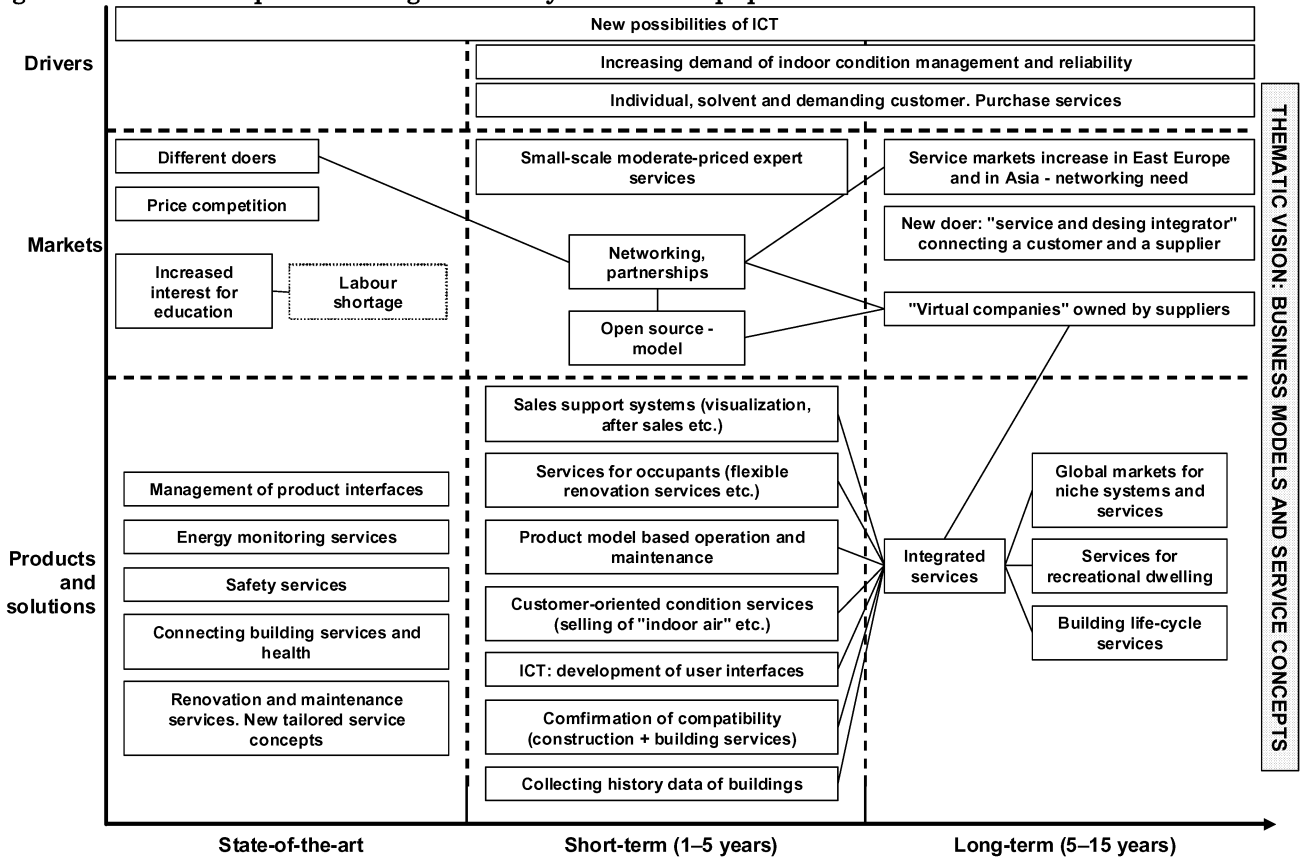 New possibilities of ICT
Drivers
Increasing demand of indoor condition management and reliability
Individual, solvent and demanding customer. Purchase services
Markets
Different doers
Price competition
Increased
interest for
education
Labour
shortage
Small-scale moderate-priced expert
services
Networking,
partnerships
Open source -
model
Service markets increase in East Europe
and in Asia - networking need
New doer: "service and desing integrator"
connecting a customer and a supplier
"Virtual companies" owned by suppliers
Products
and
solutions
Management of product interfaces
Energy monitoring services
Safety services
Connecting building services and
health
Renovation and maintenance
services. New tailored service
concepts
Sales support systems (visualization,
after sales etc.)
Services for occupants (flexible
renovation services etc.)
Product model based operation and
maintenance
Customer-oriented condition services
(selling of "indoor air" etc.)
ICT: development of user interfaces
Comfirmation of compatibility
(construction + building services)
Collecting history data of buildings
Integrated
services
Global markets for
niche systems and
services
Services for
recreational dwelling
Building life-cycle
services
THEMATIC VISION: BUSINESS MODELS AND SERVICE CONCEPTS
State-of-the-art
Short-term (1–5 years)
Long-term (5–15 years)